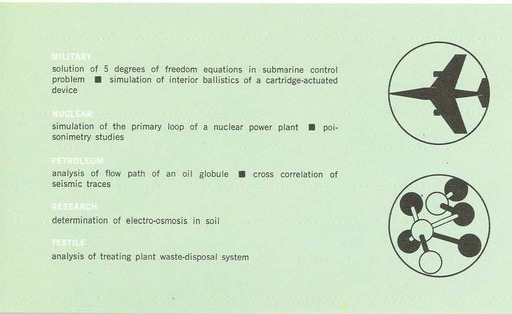 MILITARY
solution of 5 degrees of freedom equations in submarine control
problem ■ simulation of interior ballistics of a cartridge-actuated
device
NUCLEAR
simulation of the primary loop of a nuclear power plant ■ poi-
sonimetry studies
PETROLEUM
analysis of flow path of an oil globule ■ cross correlation of
seismic traces
RESEARCH
determination of electro-osmosis in soil
TEXTILE
analysis of treating plant waste-disposal system